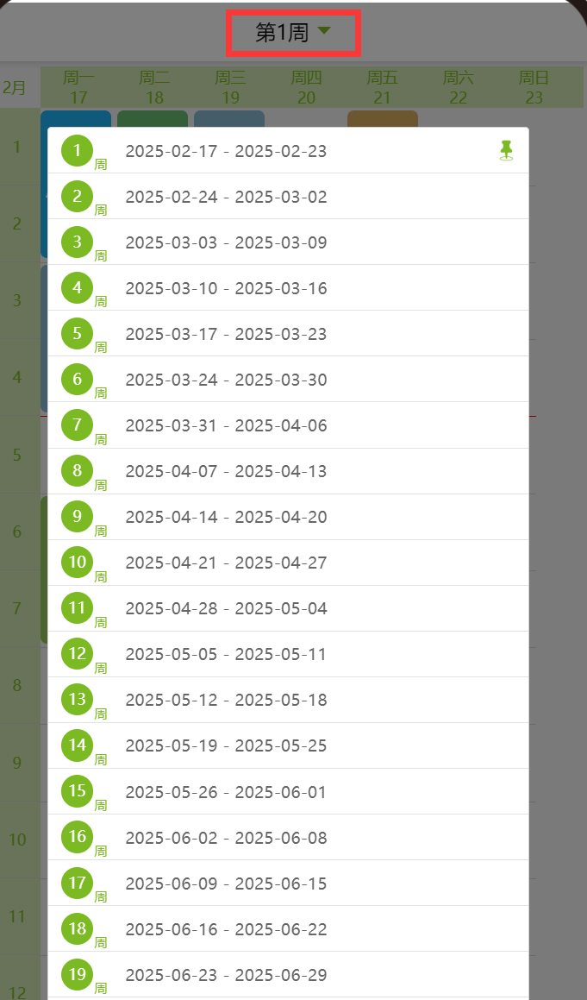 第1周
2月 周一 周二 周三 周四 周五 周六 周日
17 18 19 20 21 22 23
1
2
3
4
5
6
7
8
9
10
11
12
1 周 2025-02-17 - 2025-02-23
2 周 2025-02-24 - 2025-03-02
3 周 2025-03-03 - 2025-03-09
4 周 2025-03-10 - 2025-03-16
5 周 2025-03-17 - 2025-03-23
6 周 2025-03-24 - 2025-03-30
7 周 2025-03-31 - 2025-04-06
8 周 2025-04-07 - 2025-04-13
9 周 2025-04-14 - 2025-04-20
10 周 2025-04-21 - 2025-04-27
11 周 2025-04-28 - 2025-05-04
12 周 2025-05-05 - 2025-05-11
13 周 2025-05-12 - 2025-05-18
14 周 2025-05-19 - 2025-05-25
15 周 2025-05-26 - 2025-06-01
16 周 2025-06-02 - 2025-06-08
17 周 2025-06-09 - 2025-06-15
18 周 2025-06-16 - 2025-06-22
19 周 2025-06-23 - 2025-06-29